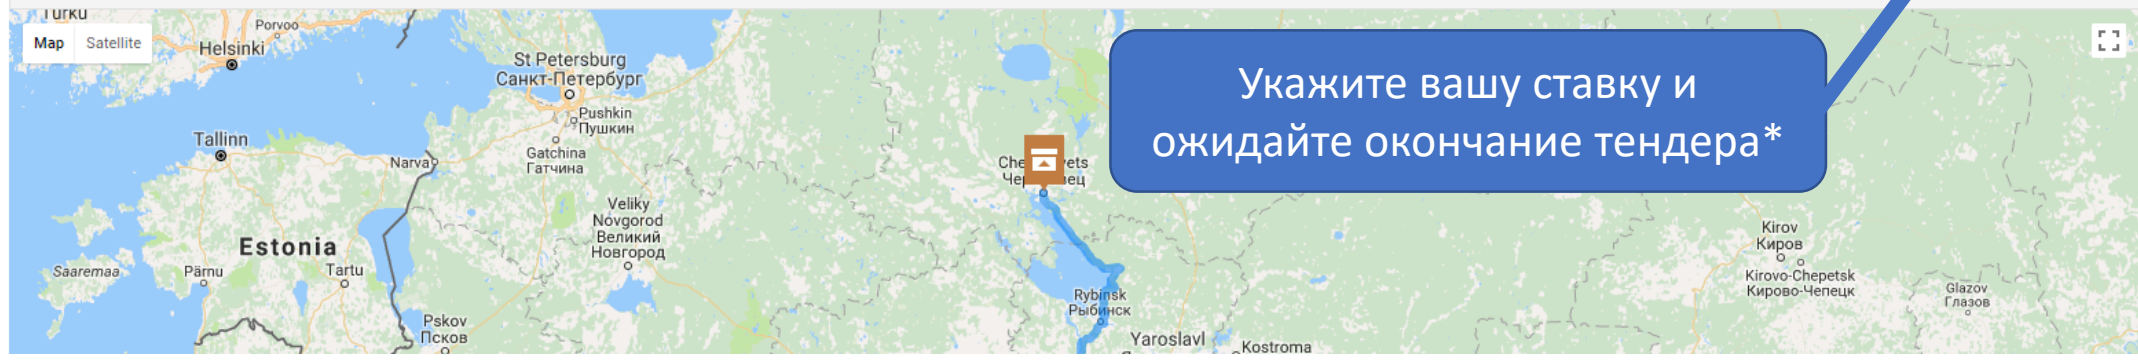 Turku
Porvoo
Map Satellite
Helsinki
St Petersburg
Санкт-Петербург
Укажите вашу ставку и
ожидайте окончание тендера*
Pushkin
Пушкин
Tallinn
Narva
Gatchina
Гатчина
Veliky
Novgorod
Великий
Новгород
Kirov
Киров
Estonia
Saaremaa
Pärnu
Tartu
Kirovo-Chepetsk
Кирово-Чепецк
Glazov
Глазов
Rybinsk
Рыбинск
Pskov
Псков
Yaroslavl
Kostroma